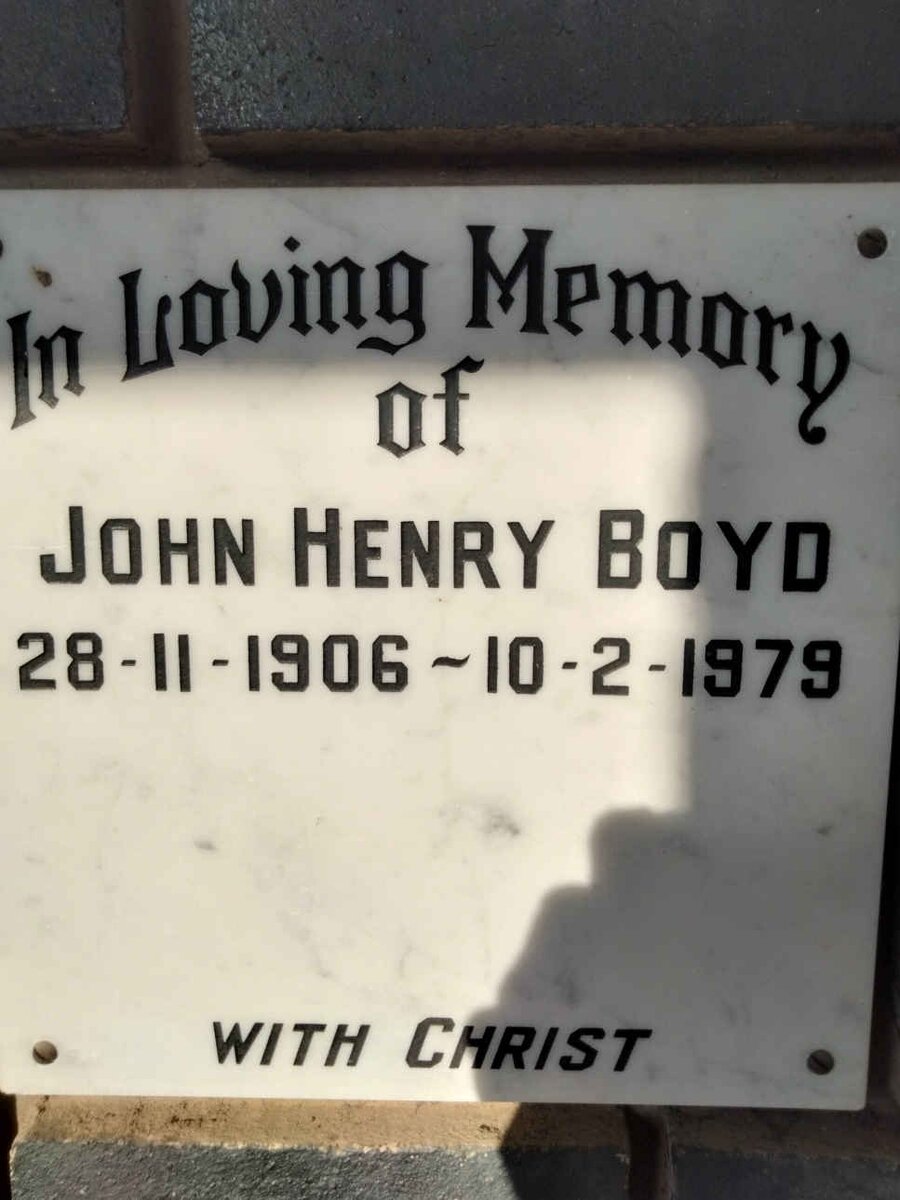 In Loving Memory
of
JOHN HENRY BOYD
28-11-1906 ~ 10-2-1979
WITH CHRIST